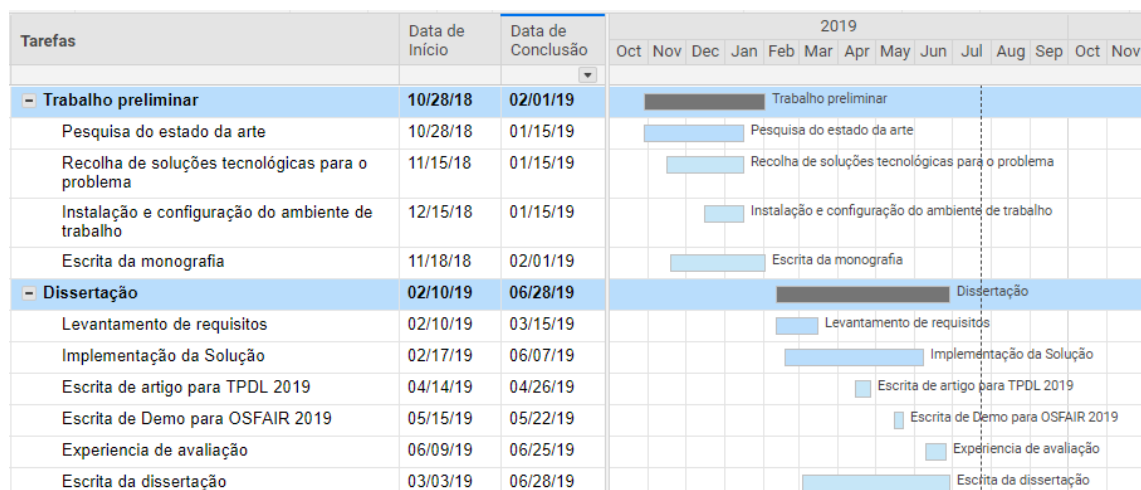 Tarefas
Data de
Início
Data de
Conclusão
2019
Oct Nov Dec Jan Feb Mar Apr May Jun Jul Aug Sep Oct Nov
Trabalho preliminar 10/28/18 02/01/19 Trabalho preliminar
Pesquisa do estado da arte 10/28/18 01/15/19 Pesquisa do estado da arte
Recolha de soluções tecnológicas para o 11/15/18 01/15/19 Recolha de soluções tecnológicas para o problema
problema
Instalação e configuração do ambiente de 12/15/18 01/15/19 Instalação e configuração do ambiente de trabalho
trabalho
Escrita da monografia 11/18/18 02/01/19 Escrita da monografia
Dissertação 02/10/19 06/28/19 Dissertação
Levantamento de requisitos 02/10/19 03/15/19 Levantamento de requisitos
Implementação da Solução 02/17/19 06/07/19 Implementação da Solução
Escrita de artigo para TPDL 2019 04/14/19 04/26/19 Escrita de artigo para TPDL 2019
Escrita de Demo para OSFAIR 2019 05/15/19 05/22/19 Escrita de Demo para OSFAIR 2019
Experiencia de avaliação 06/09/19 06/25/19 Experiencia de avaliação
Escrita da dissertação 03/03/19 06/28/19 Escrita da dissertação